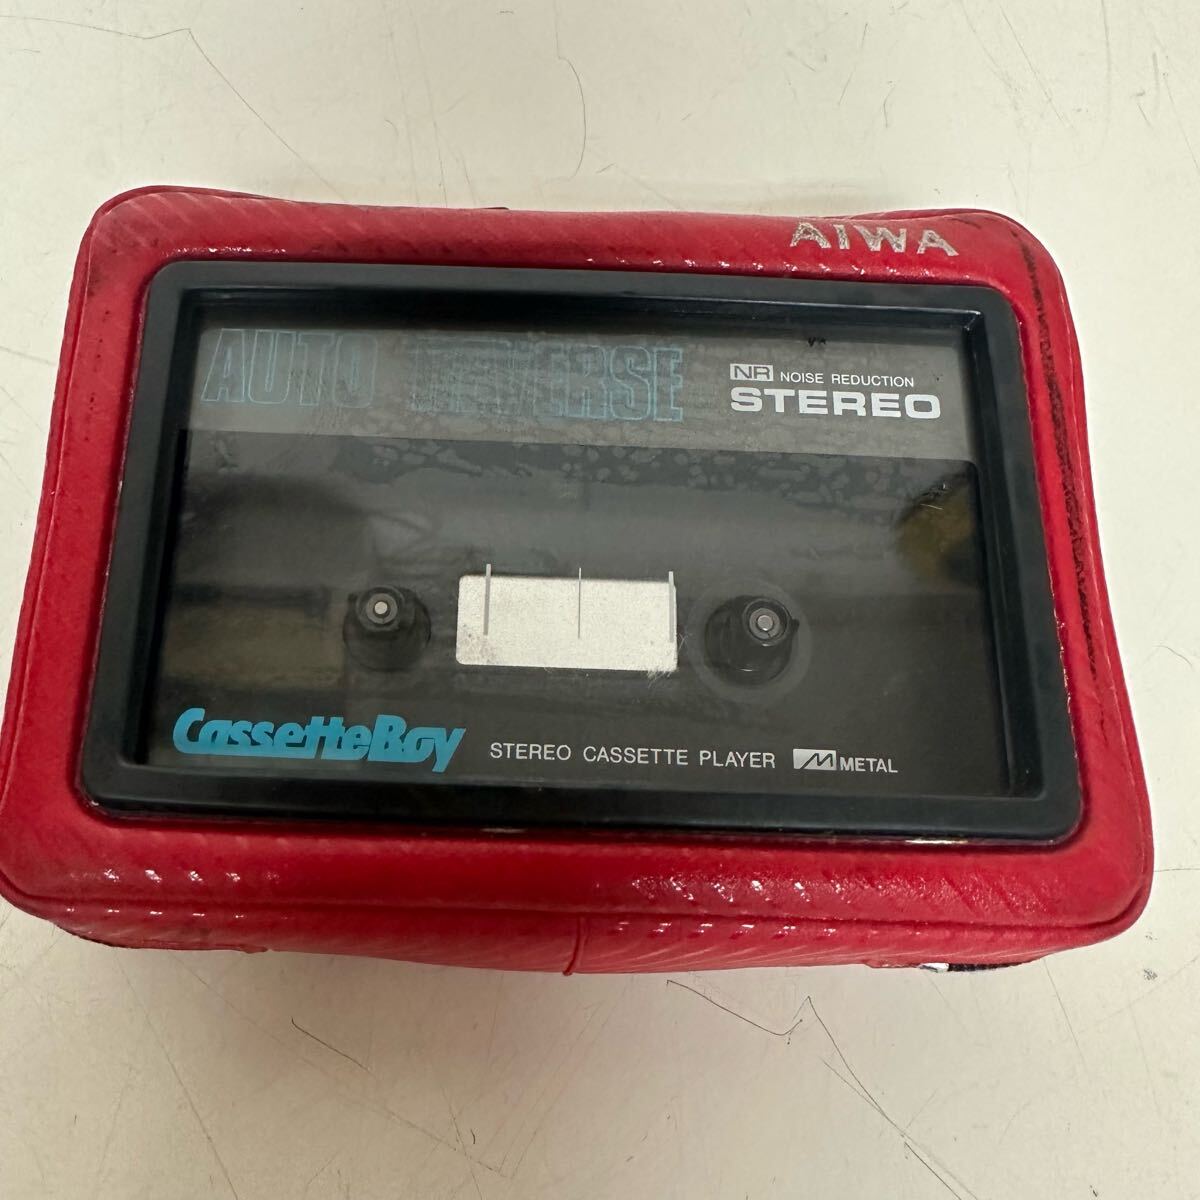 AIWA
AUTO REVERSE
NR NOISE REDUCTION
STEREO
CassetteBoy STEREO CASSETTE PLAYER METAL